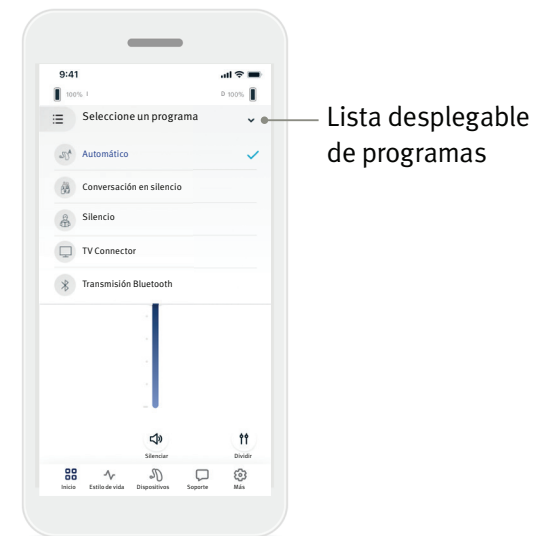 9:41
100% I
D 100%
Seleccione un programa
Automático
Conversación en silencio
Silencio
TV Connector
Transmisión Bluetooth
Silenciar
Dividir
Inicio
Estilo de vida
Dispositivos
Soporte
Más
Lista desplegable
de programas